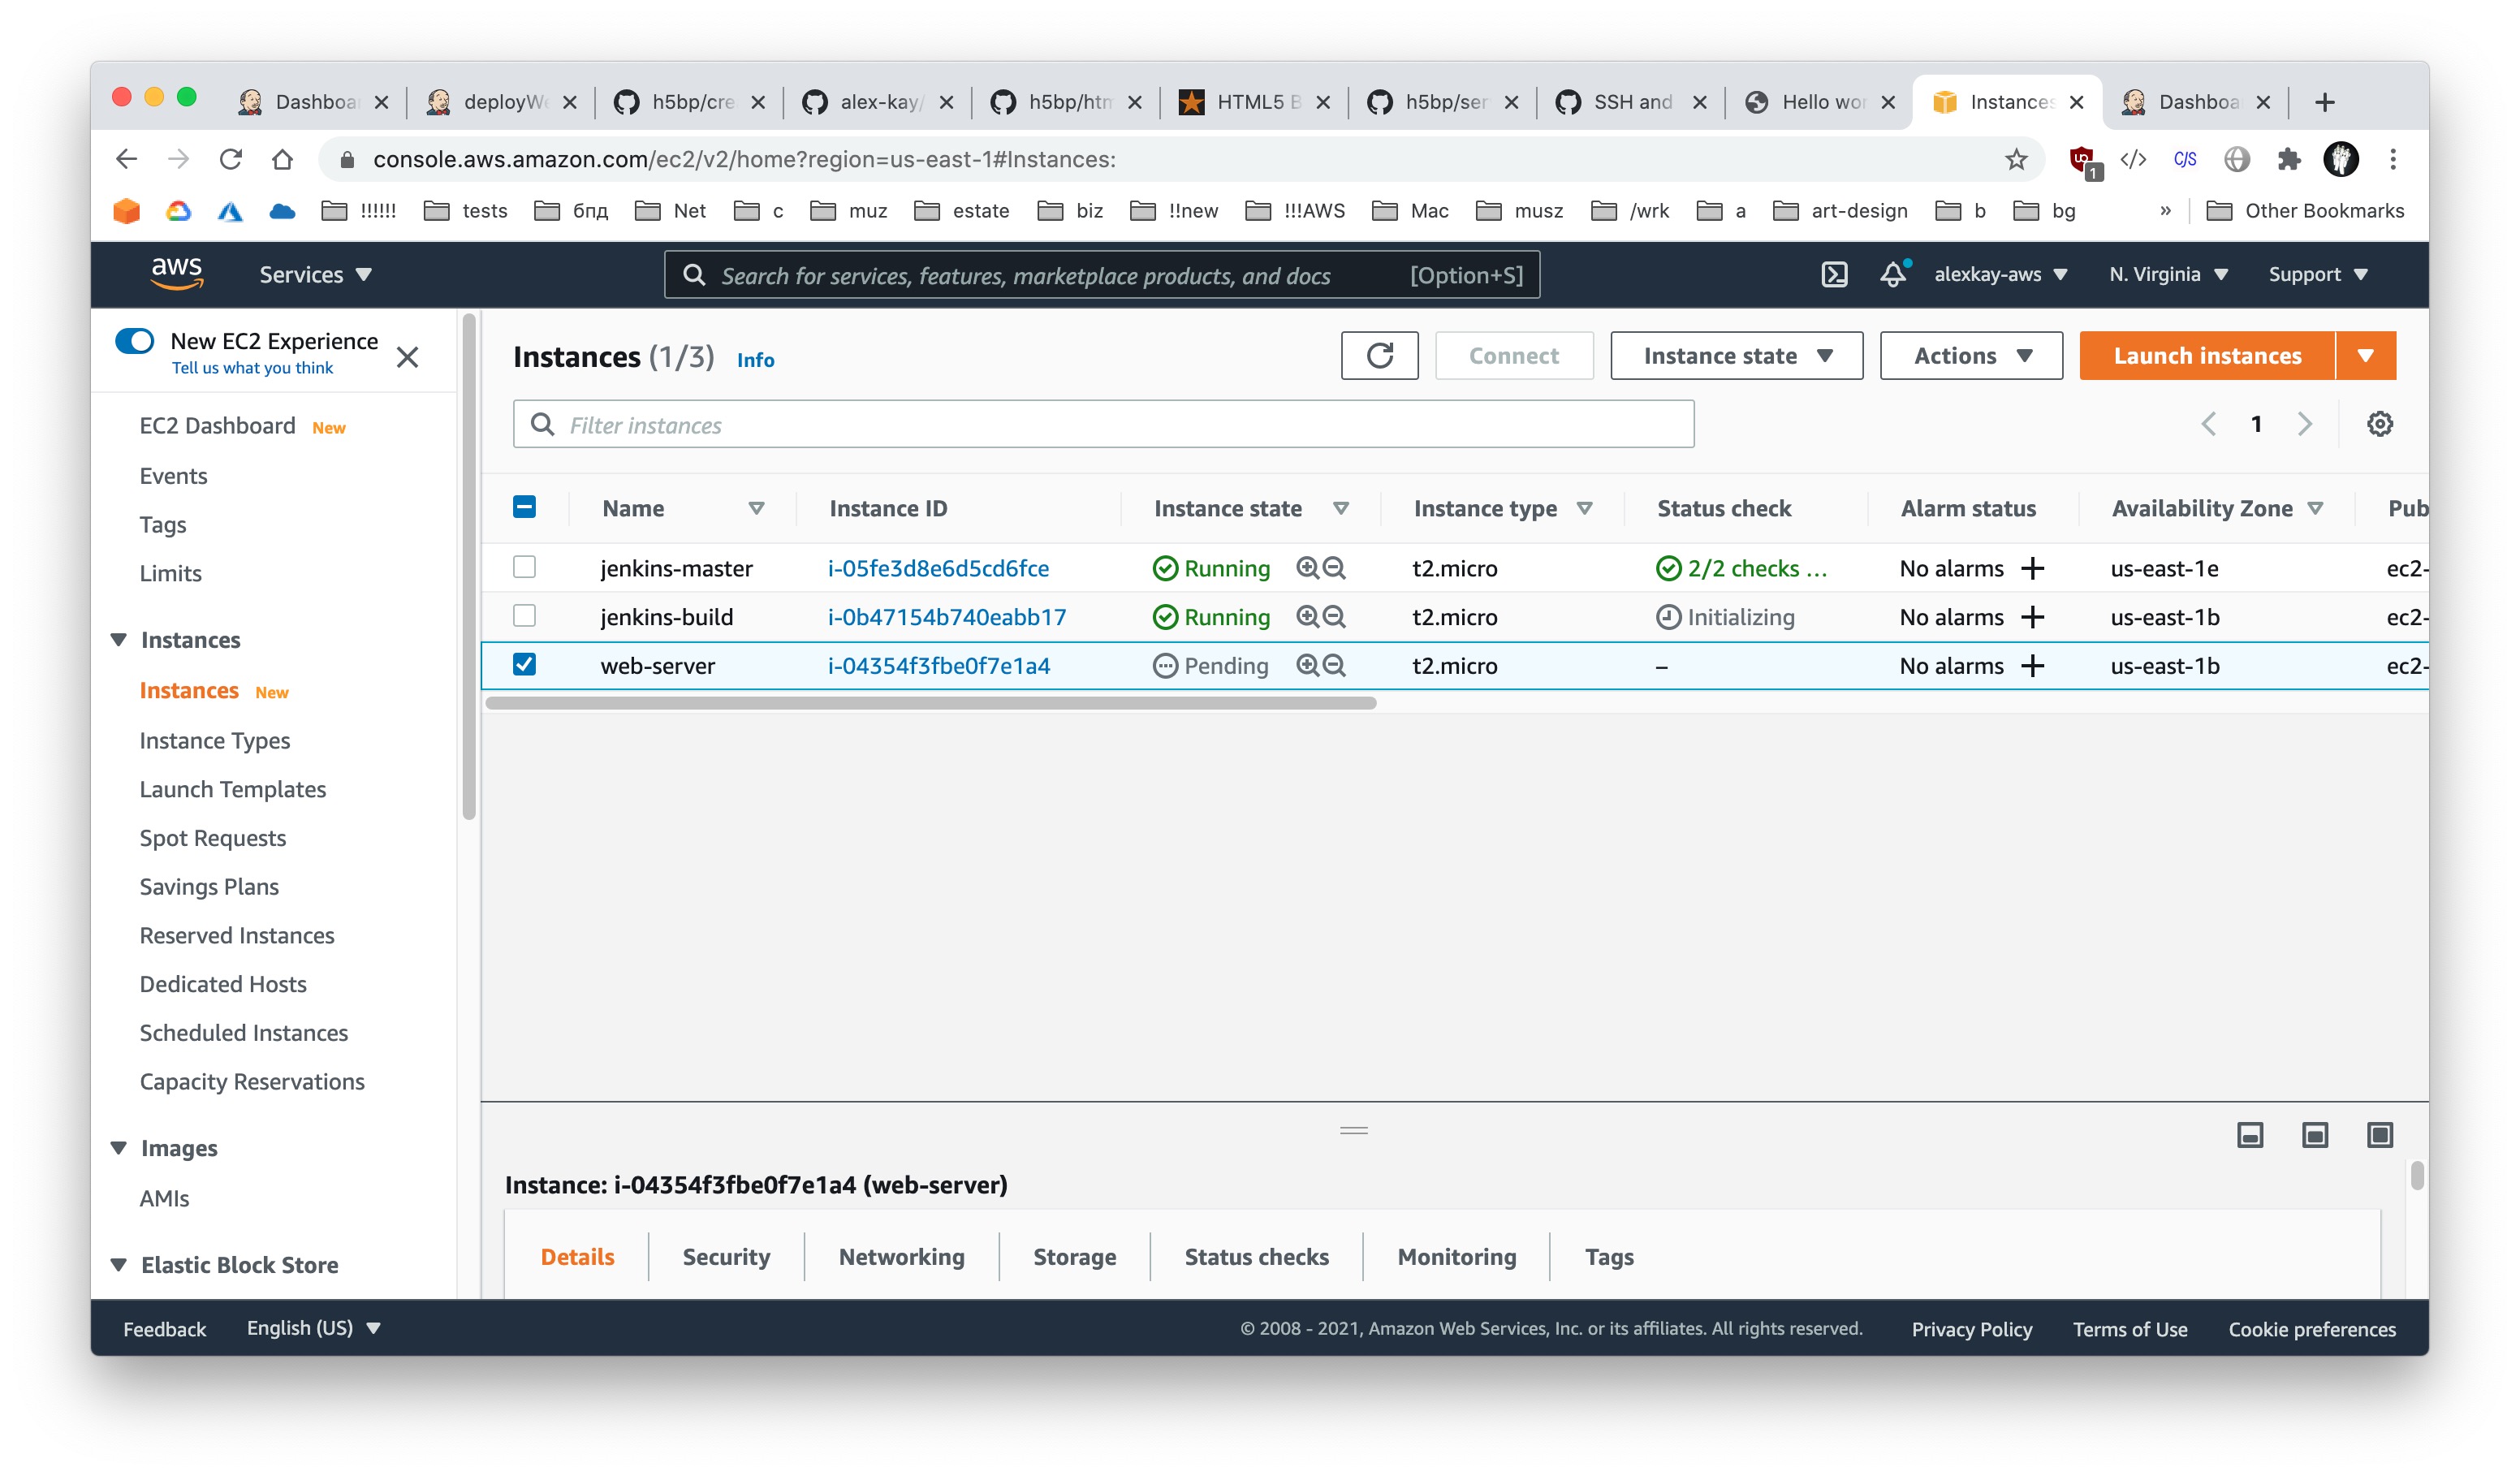 Dashboa
deployWe
h5bp/cre
alex-kay/
h5bp/htm
HTML5 B
h5bp/ser
SSH and
Hello wor
Instances
Dashboa
console.aws.amazon.com/ec2/v2/home?region=us-east-1#Instances:
1
</>
C/S
!!!!!!
tests
бпд
Net
c
muz
estate
biz
!!new
!!!AWS
Mac
musz
/wrk
a
art-design
b
bg
»
Other Bookmarks
aws
Services
Search for services, features, marketplace products, and docs
[Option+S]
alexkay-aws
N. Virginia
Support
New EC2 Experience
Tell us what you think
EC2 Dashboard New
Events
Tags
Limits
Instances
Instances New
Instance Types
Launch Templates
Spot Requests
Savings Plans
Reserved Instances
Dedicated Hosts
Scheduled Instances
Capacity Reservations
Images
AMIs
Elastic Block Store
Instances (1/3) Info
Connect
Instance state
Actions
Launch instances
Filter instances
1
Name Instance ID Instance state Instance type Status check Alarm status Availability Zone Pub
jenkins-master i-05fe3d8e6d5cd6fce Running t2.micro 2/2 checks ... No alarms + us-east-1e ec2-
jenkins-build i-0b47154b740eabb17 Running t2.micro Initializing No alarms + us-east-1b ec2-
web-server i-04354f3fbe0f7e1a4 Pending t2.micro – No alarms + us-east-1b ec2-
Instance: i-04354f3fbe0f7e1a4 (web-server)
Details
Security
Networking
Storage
Status checks
Monitoring
Tags
Feedback
English (US)
© 2008 - 2021, Amazon Web Services, Inc. or its affiliates. All rights reserved.
Privacy Policy
Terms of Use
Cookie preferences